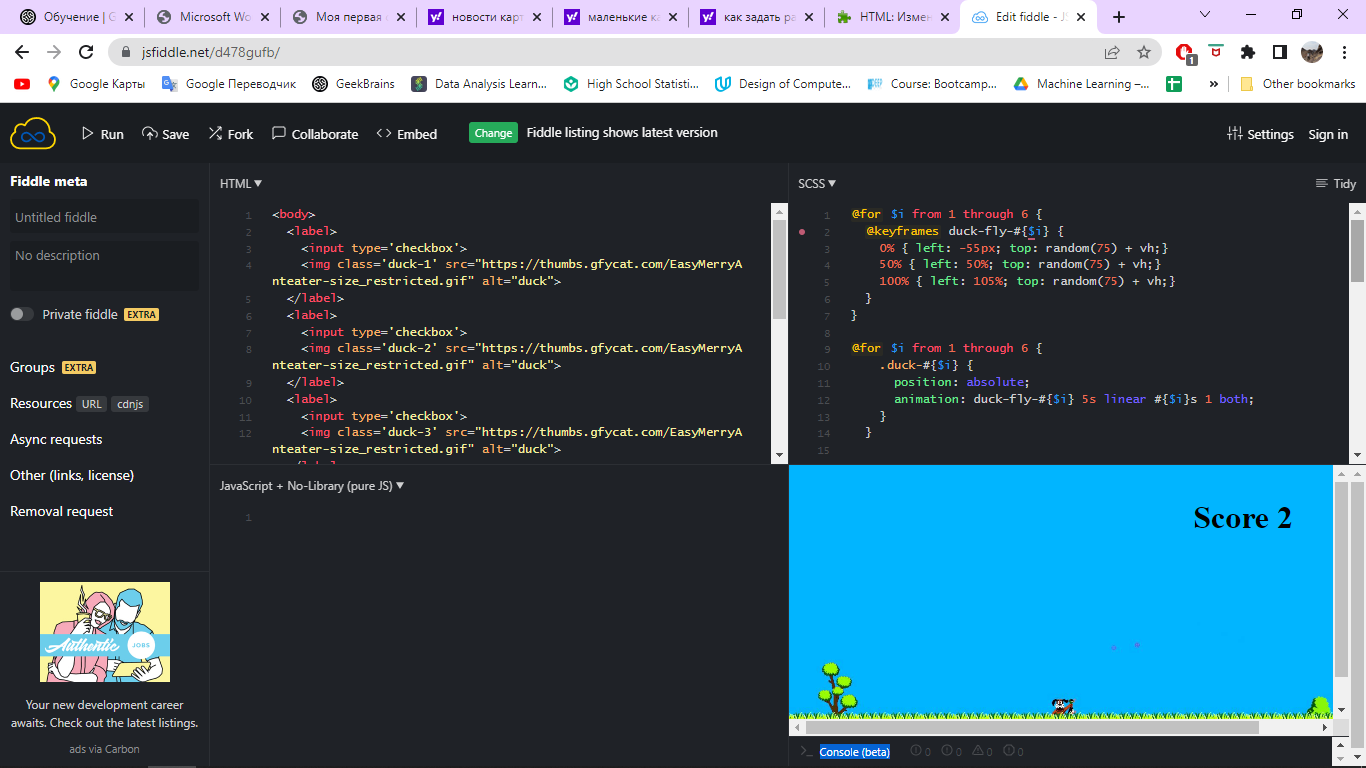 Обучение | G
Microsoft Wo
Моя первая
новости карт
маленькие ка
как задать ра
HTML: Измен
Edit fiddle - JS
jsfiddle.net/d478gufb/
1
Google Карты
Google Переводчик
GeekBrains
Data Analysis Learn...
High School Statisti...
Design of Compute...
Course: Bootcamp...
Machine Learning –...
»
Other bookmarks
Run
Save
Fork
Collaborate
Embed
Change
Fiddle listing shows latest version
Settings
Sign in
Fiddle meta
Untitled fiddle
No description
Private fiddle EXTRA
Groups EXTRA
Resources URL cdnjs
Async requests
Other (links, license)
Removal request
Authentic JOBS
Your new development career
awaits. Check out the latest listings.
ads via Carbon
HTML ▼
1 <body>
2 <label>
3 <input type='checkbox'>
4 <img class='duck-1' src="https://thumbs.gfycat.com/EasyMerryA
nteater-size_restricted.gif" alt="duck">
5 </label>
6 <label>
7 <input type='checkbox'>
8 <img class='duck-2' src="https://thumbs.gfycat.com/EasyMerryA
nteater-size_restricted.gif" alt="duck">
9 </label>
10 <label>
11 <input type='checkbox'>
12 <img class='duck-3' src="https://thumbs.gfycat.com/EasyMerryA
nteater-size_restricted.gif" alt="duck">
JavaScript + No-Library (pure JS) ▼
1
SCSS ▼
Tidy
1 @for $i from 1 through 6 {
2 @keyframes duck-fly-#{$i} {
3 0% { left: -55px; top: random(75) + vh;}
4 50% { left: 50%; top: random(75) + vh;}
5 100% { left: 105%; top: random(75) + vh;}
6 }
7 }
8
9 @for $i from 1 through 6 {
10 .duck-#{$i} {
11 position: absolute;
12 animation: duck-fly-#{$i} 5s linear #{$i}s 1 both;
13 }
14 }
15
Score 2
>_ Console (beta) 0 0 0 0